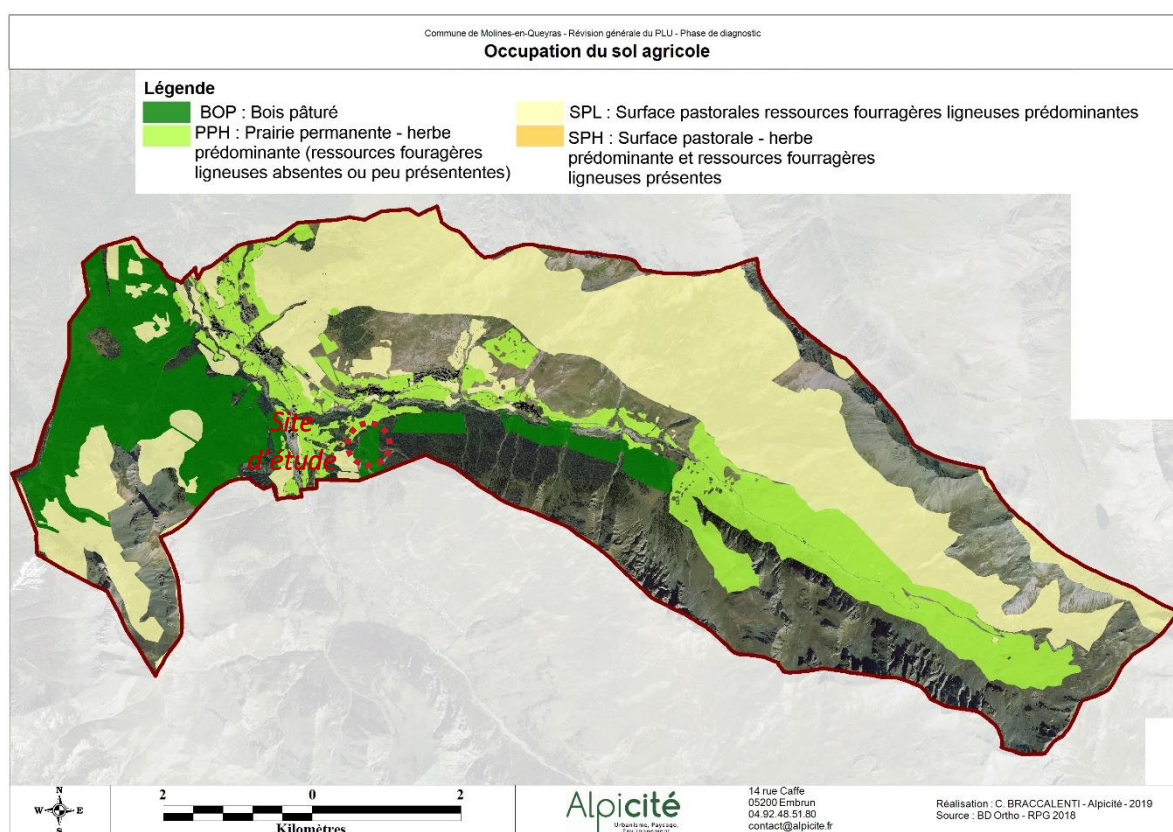 Commune de Molines-en-Queyras - Révision générale du PLU - Phase de diagnostic
Occupation du sol agricole
Légende
BOP : Bois pâturé
PPH : Prairie permanente - herbe
prédominante (ressources fouragères
ligneuses absentes ou peu présententes)
SPL : Surface pastorales ressources fourragères ligneuses prédominantes
SPH : Surface pastorale - herbe
prédominante et ressources fourragères
ligneuses présentes
Site
d'étude
N
W E
S
2 0 2
Kilomètres
Alpicité
Urbanisme, Paysage,
Environnement
14 rue Caffe
05200 Embrun
04.92.48.51.80
contact@alpicite.fr
Réalisation : C. BRACCALENTI - Alpicité - 2019
Source : BD Ortho - RPG 2018